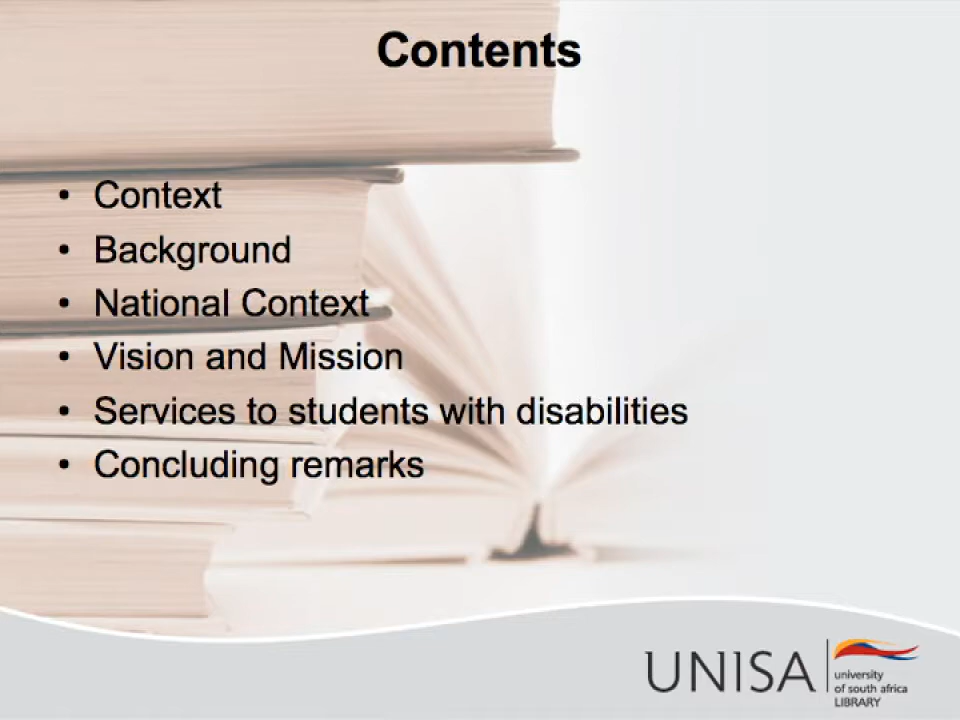 Contents
• Context
• Background
• National Context
• Vision and Mission
• Services to students with disabilities
• Concluding remarks
UNISA
university
of south africa
LIBRARY